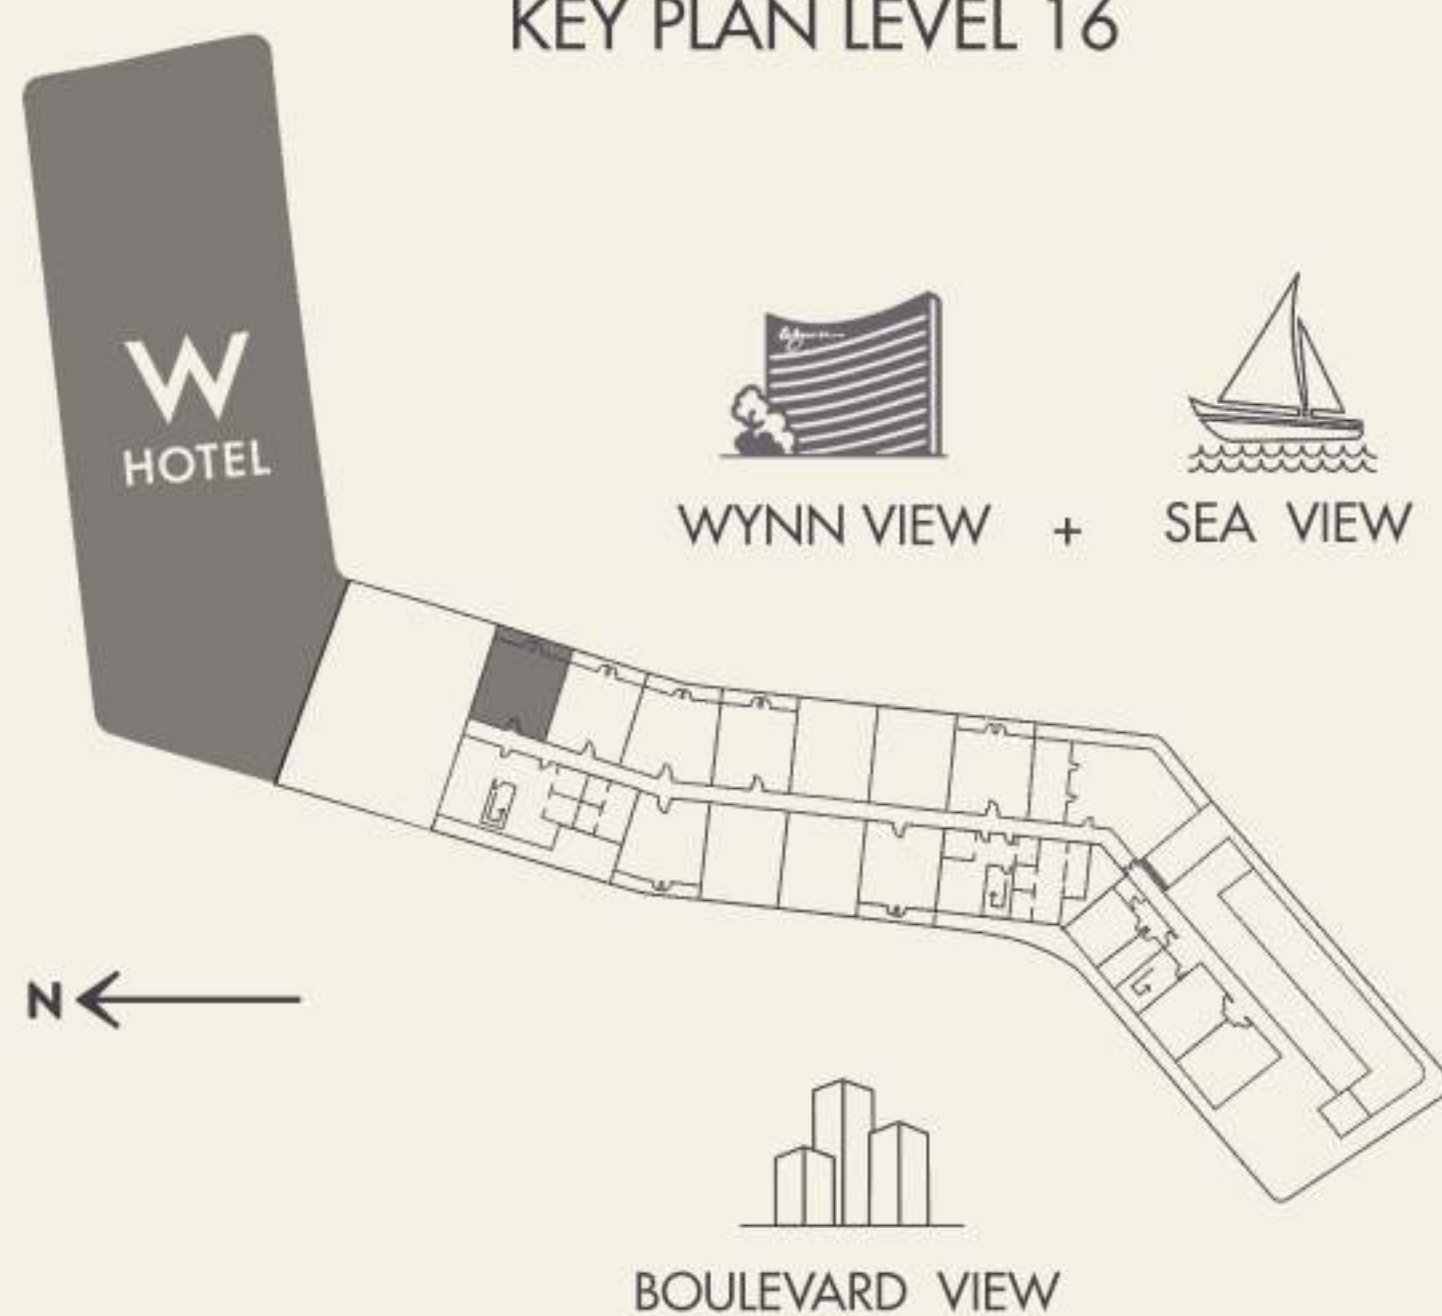 KEY PLAN LEVEL 16
W
HOTEL
WYNN VIEW + SEA VIEW
N
BOULEVARD VIEW